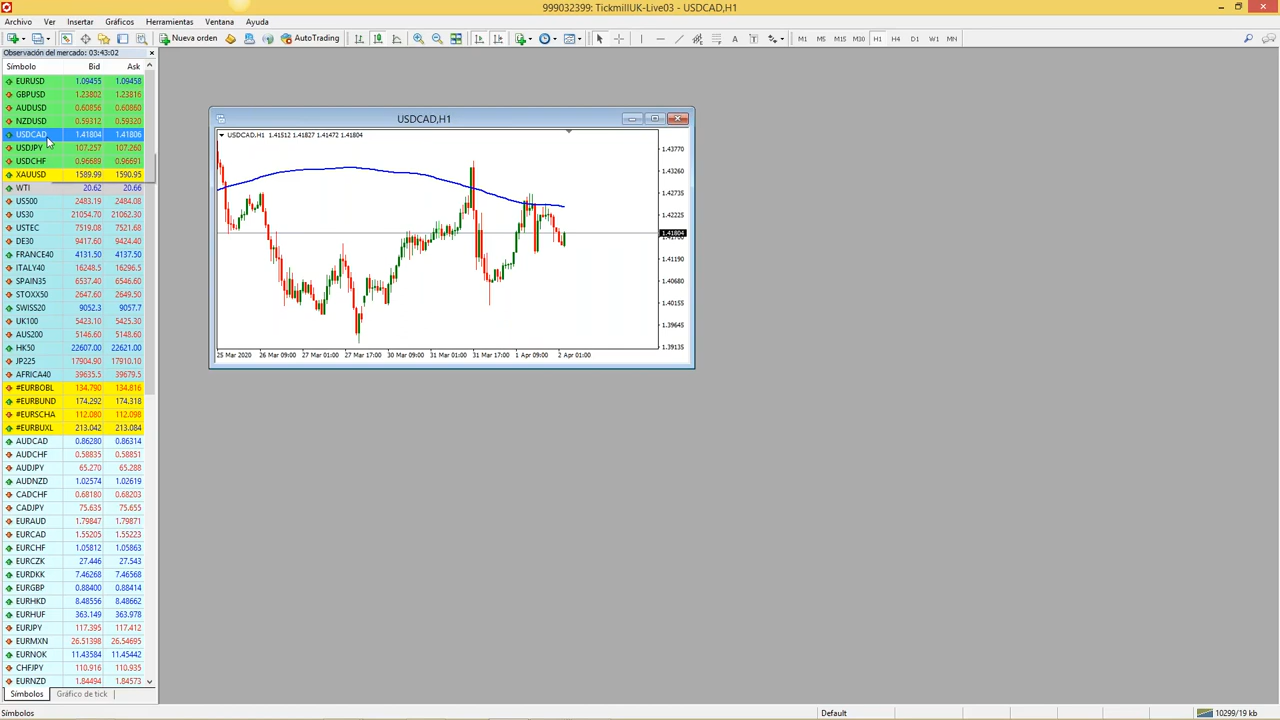 999032399: TickmillUK-Live03 - USDCAD,H1
Archivo Ver Insertar Gráficos Herramientas Ventana Ayuda
Nueva orden AutoTrading M1 M5 M15 M30 H1 H4 D1 W1 MN
Observación del mercado: 03:43:02
Símbolo Bid Ask
EURUSD 1.09455 1.09458
GBPUSD 1.23802 1.23816
AUDUSD 0.60856 0.60860
NZDUSD 0.59312 0.59320
USDCAD 1.41804 1.41806
USDJPY 107.257 107.260
USDCHF 0.96689 0.96691
XAUUSD 1589.99 1590.95
WTI 20.62 20.66
US500 2483.19 2484.08
US30 21054.70 21062.30
USTEC 7519.08 7521.68
DE30 9417.60 9424.40
FRANCE40 4131.50 4137.50
ITALY40 16248.5 16296.5
SPAIN35 6537.40 6546.60
STOXX50 2647.60 2649.50
SWISS20 9052.3 9057.7
UK100 5423.10 5425.30
AUS200 5146.60 5148.60
HK50 22607.00 22621.00
JP225 17904.90 17910.10
AFRICA40 39635.5 39679.5
#EURBOBL 134.790 134.816
#EURBUND 174.292 174.318
#EURSCHA 112.080 112.098
#EURBUXL 213.042 213.084
AUDCAD 0.86280 0.86314
AUDCHF 0.58835 0.58851
AUDJPY 65.270 65.288
AUDNZD 1.02574 1.02619
CADCHF 0.68180 0.68203
CADJPY 75.635 75.655
EURAUD 1.79847 1.79871
EURCAD 1.55205 1.55223
EURCHF 1.05812 1.05863
EURCZK 27.446 27.543
EURDKK 7.46268 7.46568
EURGBP 0.88400 0.88414
EURHKD 8.48556 8.48662
EURHUF 363.149 363.978
EURJPY 117.395 117.412
EURMXN 26.51398 26.54695
EURNOK 11.43584 11.45442
CHFJPY 110.916 110.935
EURNZD 1.84494 1.84573
Símbolos Gráfico de tick
USDCAD,H1
USDCAD,H1 1.41512 1.41827 1.41472 1.41804
1.43770
1.43260
1.42735
1.42225
1.41804
1.41190
1.40680
1.40155
1.39645
1.39135
25 Mar 2020 26 Mar 09:00 27 Mar 01:00 27 Mar 17:00 30 Mar 09:00 31 Mar 01:00 31 Mar 17:00 1 Apr 09:00 2 Apr 01:00
Símbolos Default 10299/19 kb